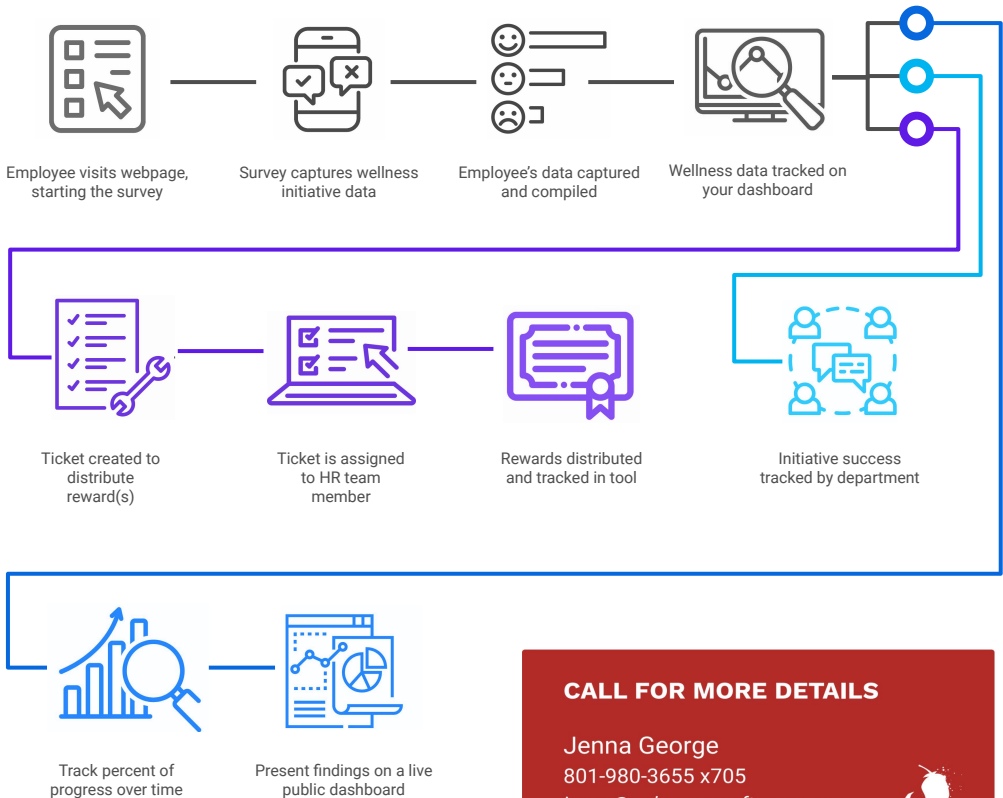 Employee visits webpage,
starting the survey
Survey captures wellness
initiative data
Employee's data captured
and compiled
Wellness data tracked on
your dashboard
Ticket created to
distribute
reward(s)
Ticket is assigned
to HR team
member
Rewards distributed
and tracked in tool
Initiative success
tracked by department
Track percent of
progress over time
Present findings on a live
public dashboard
CALL FOR MORE DETAILS
Jenna George
801-980-3655 x705